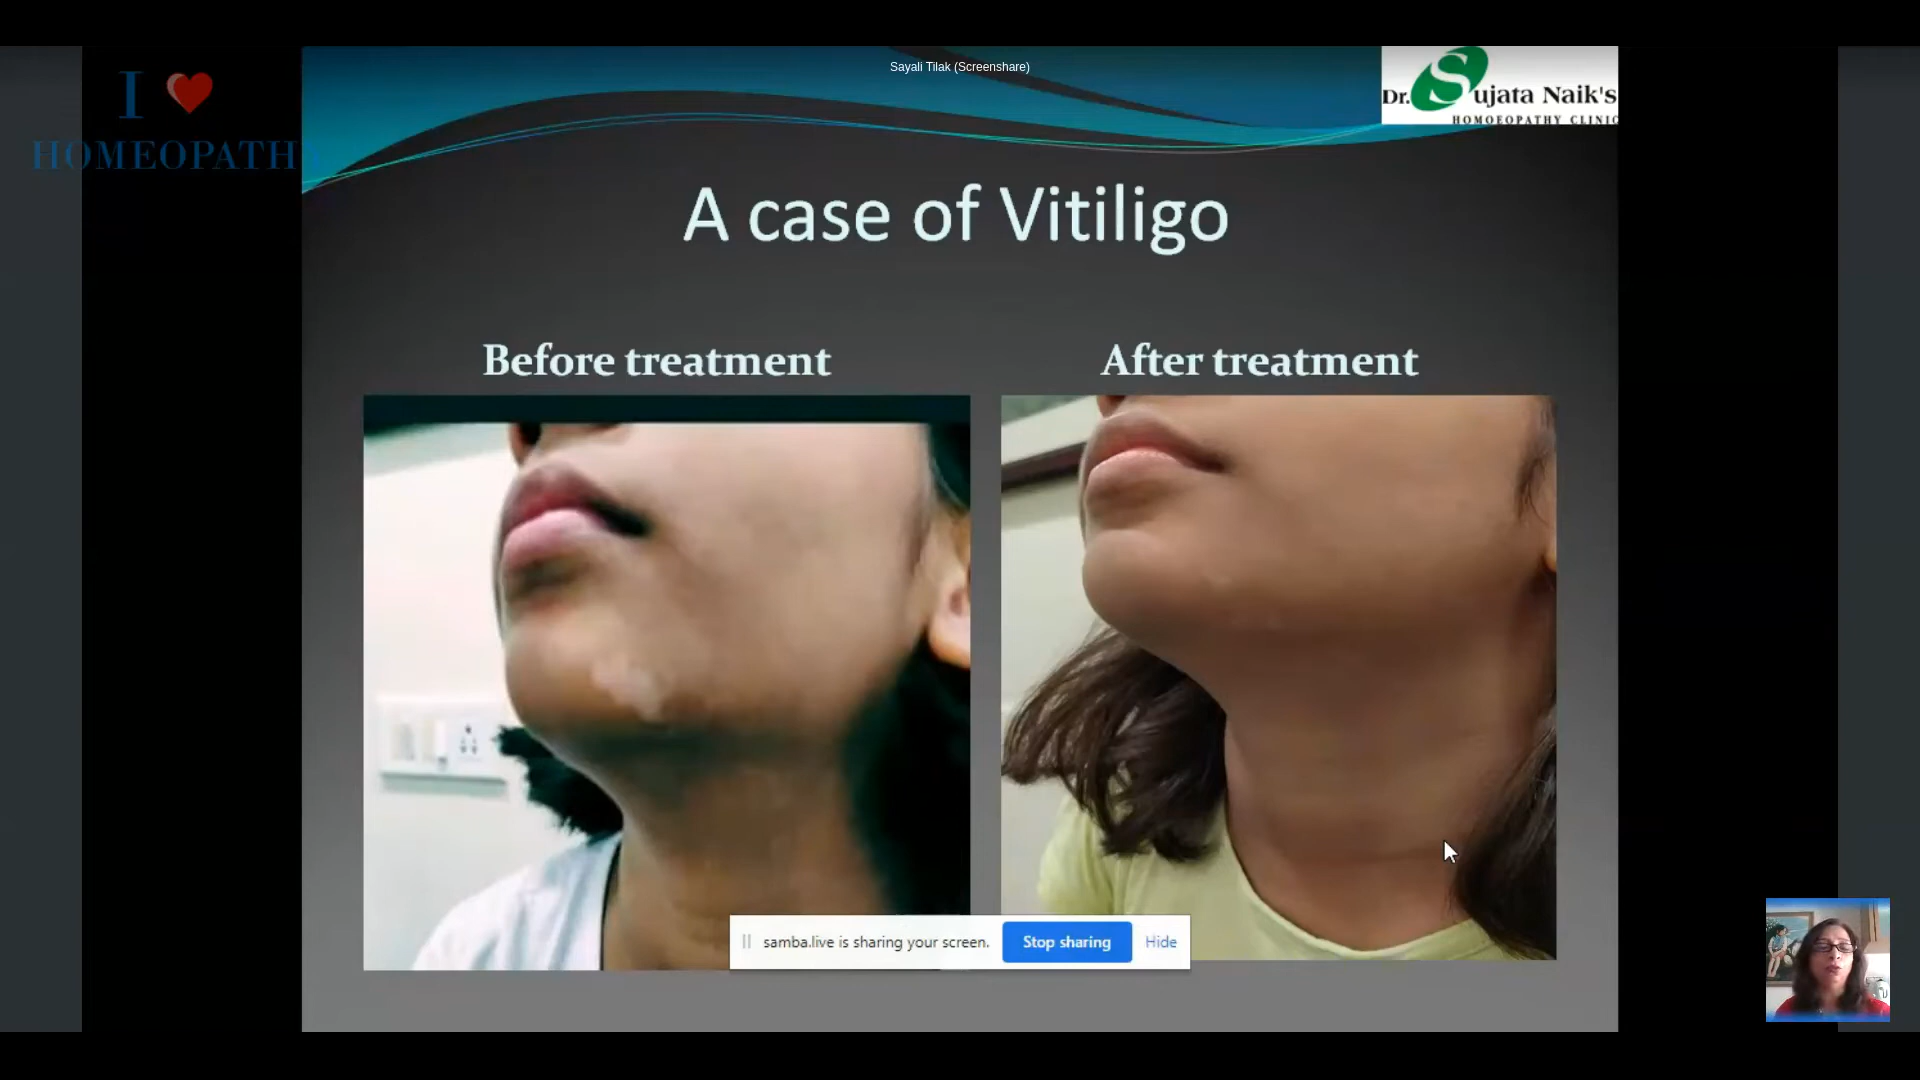 Sayali Tilak (Screenshare)
I
HOMEOPATH
Dr. Sujata Naik's
HOMOEOPATHY CLINIC
A case of Vitiligo
Before treatment
After treatment
samba.live is sharing your screen.
Stop sharing
Hide